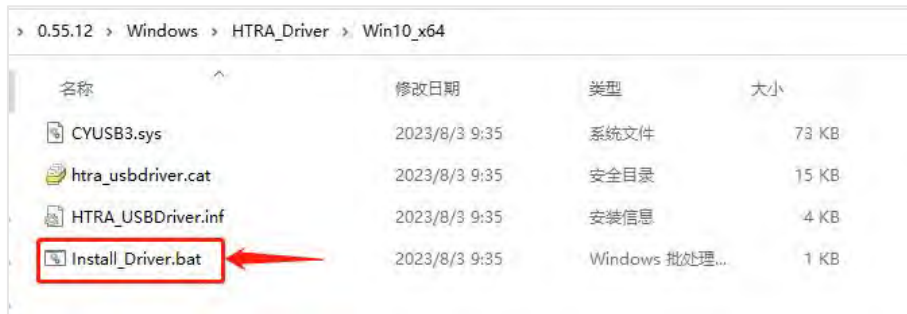 > 0.55.12 > Windows > HTRA_Driver > Win10_x64
名称 修改日期 类型 大小
CYUSB3.sys 2023/8/3 9:35 系统文件 73 KB
htra_usbdriver.cat 2023/8/3 9:35 安全目录 15 KB
HTRA_USBDriver.inf 2023/8/3 9:35 安装信息 4 KB
Install_Driver.bat 2023/8/3 9:35 Windows 批处理... 1 KB